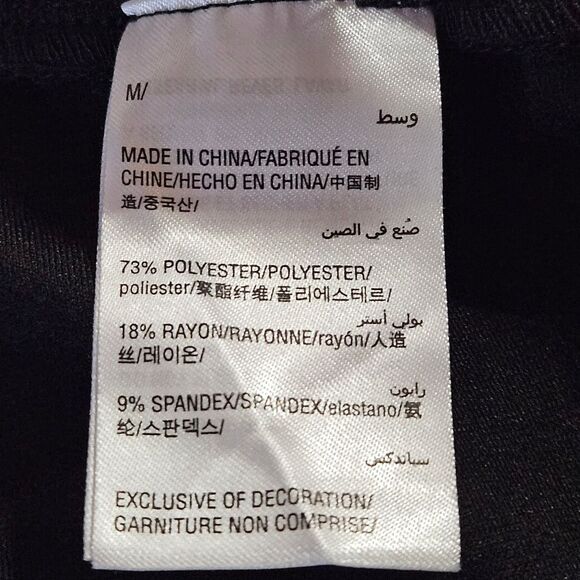 M/
وسط
MADE IN CHINA/FABRIQUÉ EN
CHINE/HECHO EN CHINA/中国制
造/중국산/
صُنع في الصين
73% POLYESTER/POLYESTER/
poliester/聚酯纤维/폴리에스테르/
بولي أستر
18% RAYON/RAYONNE/rayón/人造
丝/레이온/
رايون
9% SPANDEX/SPANDEX/elastano/氨
纶/스판덱스/
سباندكس
EXCLUSIVE OF DECORATION/
GARNITURE NON COMPRISE/